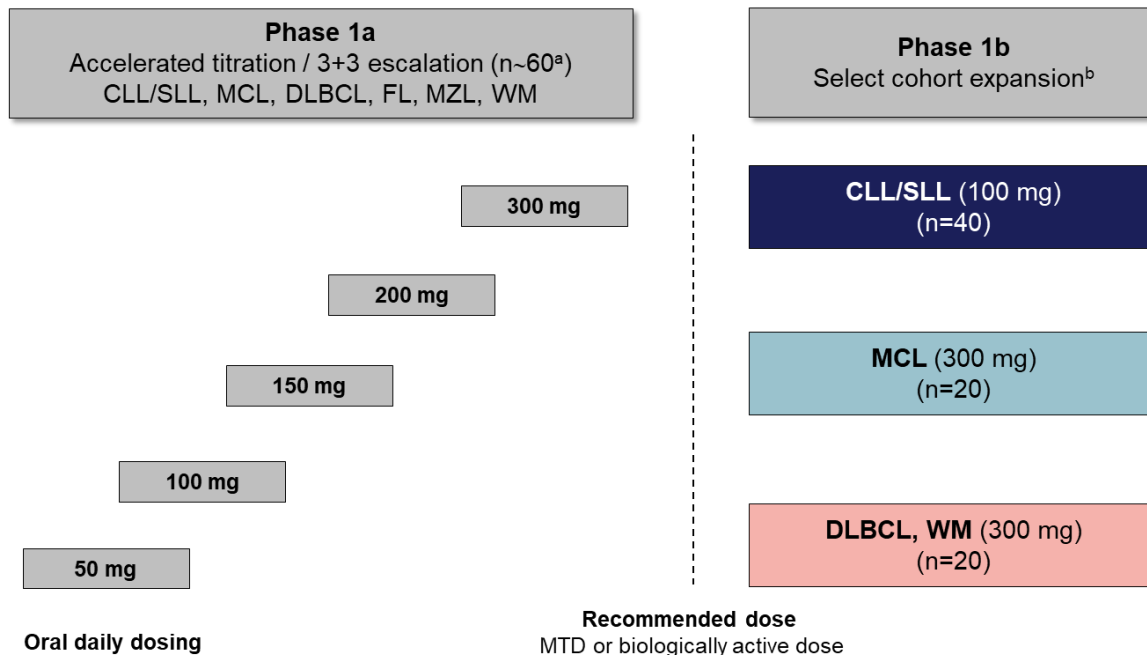 Phase 1a
Accelerated titration / 3+3 escalation (n~60ᵃ)
CLL/SLL, MCL, DLBCL, FL, MZL, WM
Phase 1b
Select cohort expansionᵇ
300 mg
200 mg
150 mg
100 mg
50 mg
CLL/SLL (100 mg)
(n=40)
MCL (300 mg)
(n=20)
DLBCL, WM (300 mg)
(n=20)
Oral daily dosing
Recommended dose
MTD or biologically active dose